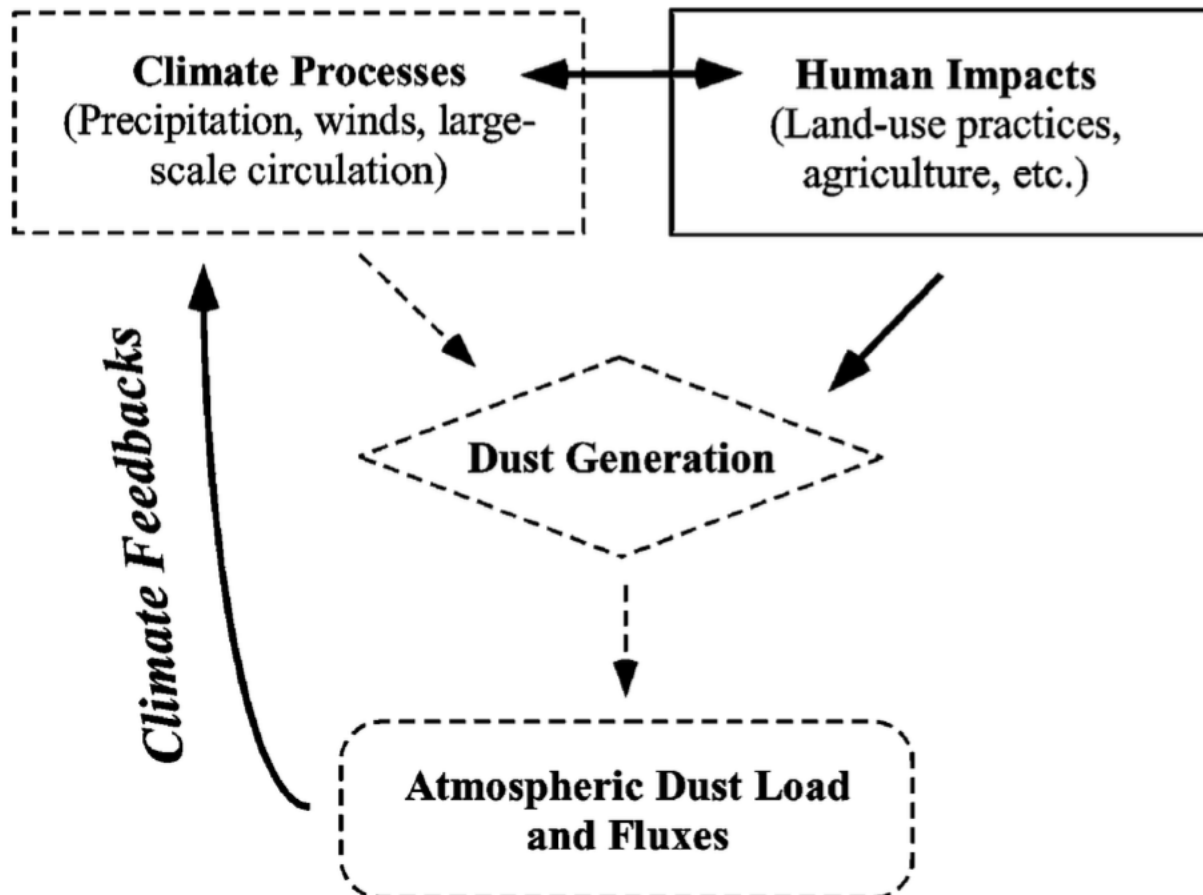 Climate Processes
(Precipitation, winds, large-
scale circulation)
Human Impacts
(Land-use practices,
agriculture, etc.)
Dust Generation
Climate Feedbacks
Atmospheric Dust Load
and Fluxes